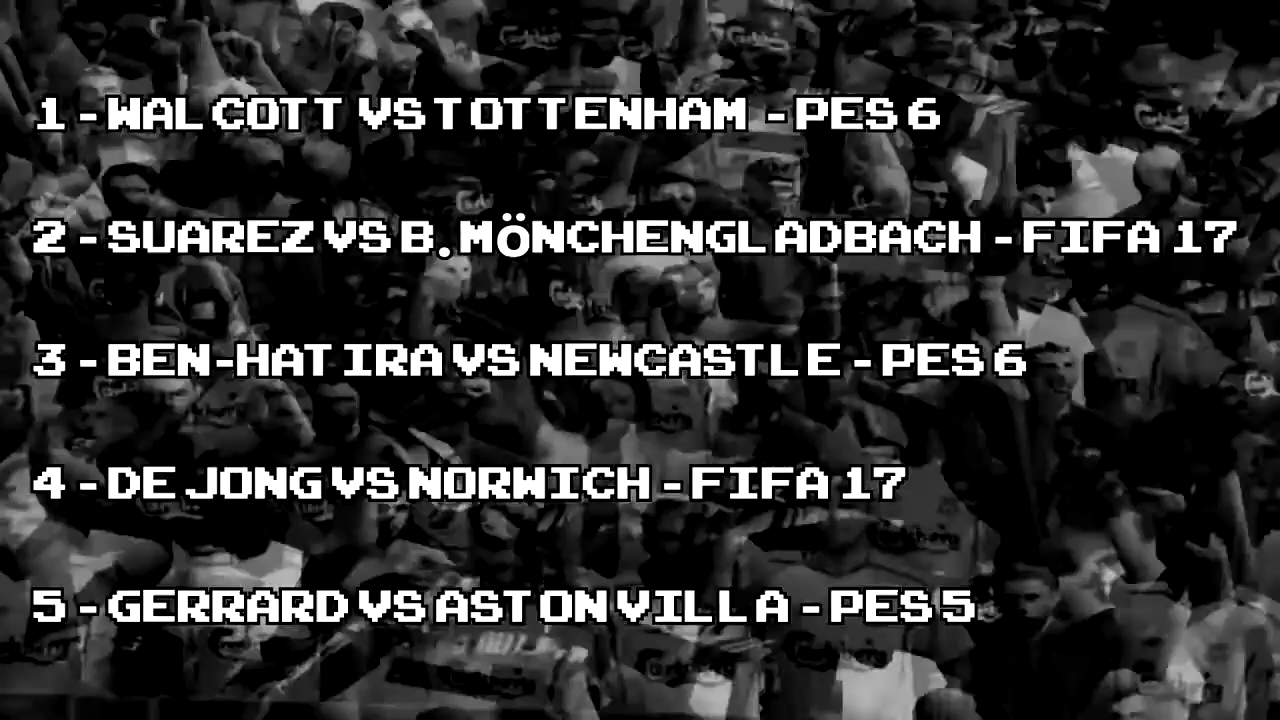 1 - WALCOTT VS TOTTENHAM - PES 6
2 - SUAREZ VS B.MÖNCHENGLADBACH - FIFA 17
3 - BEN-HATIRA VS NEWCASTLE - PES 6
4 - DE JONG VS NORWICH - FIFA 17
5 - GERRARD VS ASTON VILLA - PES 5